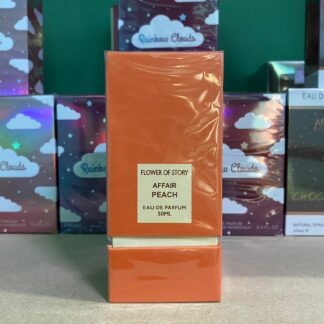 Rainbow Clouds
Rainbow Clouds
Rainbow Clouds
EAU DE
CHOC
NATURAL SPRAY
FLOWER OF STORY
AFFAIR
PEACH
EAU DE PARFUM
50ML